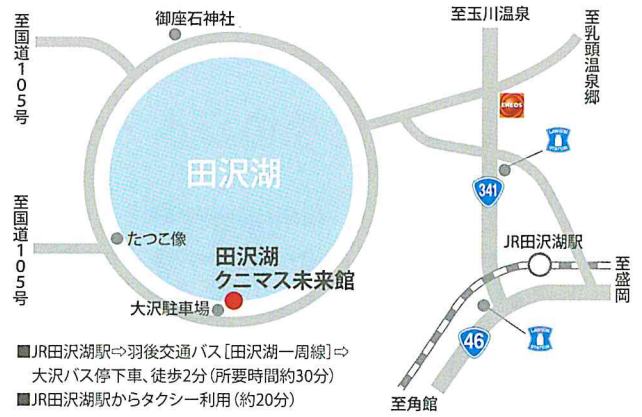 御座石神社
至玉川温泉
至乳頭温泉郷
至国道105号
ENEOS
LAWSON
STATION
田沢湖
341
至国道105号
たつこ像
JR田沢湖駅
田沢湖
クニマス未来館
至盛岡
大沢駐車場
LAWSON
STATION
46
■JR田沢湖駅⇨羽後交通バス[田沢湖一周線]⇨
大沢バス停下車、徒歩2分(所要時間約30分)
■JR田沢湖駅からタクシー利用(約20分)
至角館